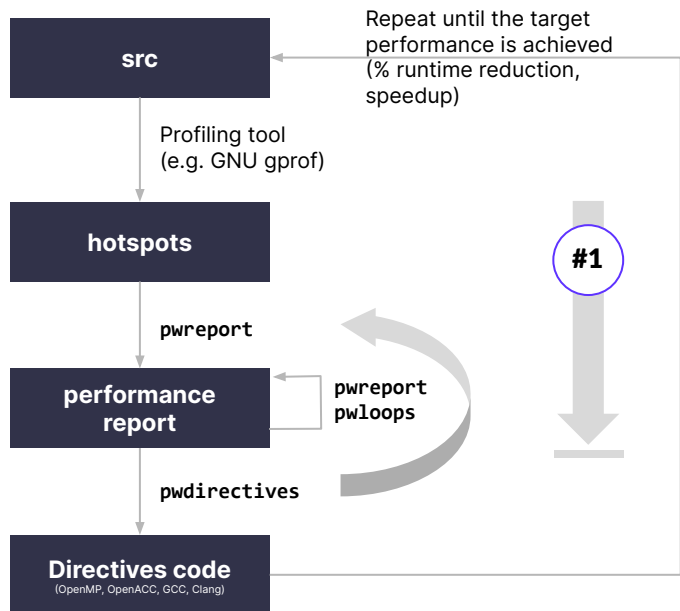 Repeat until the target
performance is achieved
(% runtime reduction,
speedup)
src
Profiling tool
(e.g. GNU gprof)
hotspots
#1
pwreport
performance
report
pwreport
pwloops
pwdirectives
Directives code
(OpenMP, OpenACC, GCC, Clang)